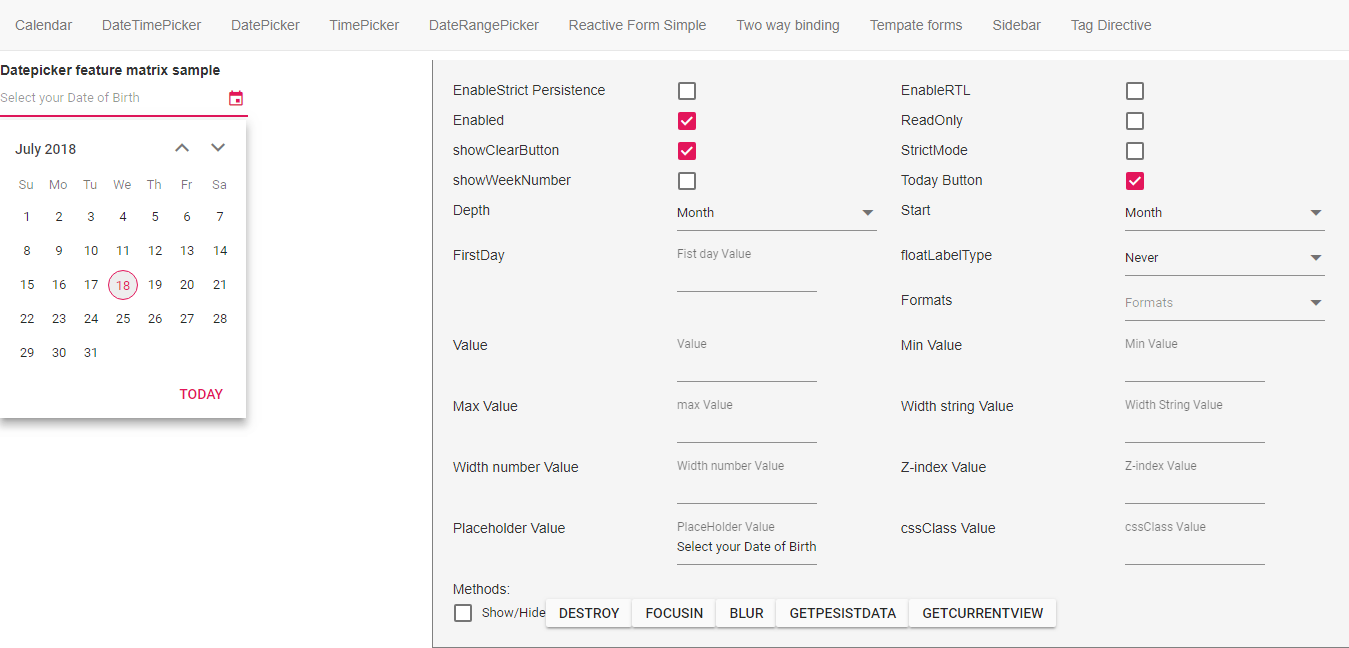 Calendar DateTimePicker DatePicker TimePicker DateRangePicker Reactive Form Simple Two way binding Tempate forms Sidebar Tag Directive
Datepicker feature matrix sample
Select your Date of Birth
July 2018
Su Mo Tu We Th Fr Sa
1 2 3 4 5 6 7
8 9 10 11 12 13 14
15 16 17 18 19 20 21
22 23 24 25 26 27 28
29 30 31
TODAY
EnableStrict Persistence EnableRTL
Enabled ReadOnly
showClearButton StrictMode
showWeekNumber Today Button
Depth Month Start Month
FirstDay Fist day Value floatLabelType Never
Formats Formats
Value Value Min Value Min Value
Max Value max Value Width string Value Width String Value
Width number Value Width number Value Z-index Value Z-index Value
Placeholder Value PlaceHolder Value cssClass Value cssClass Value
Select your Date of Birth
Methods:
Show/Hide DESTROY FOCUSIN BLUR GETPESISTDATA GETCURRENTVIEW